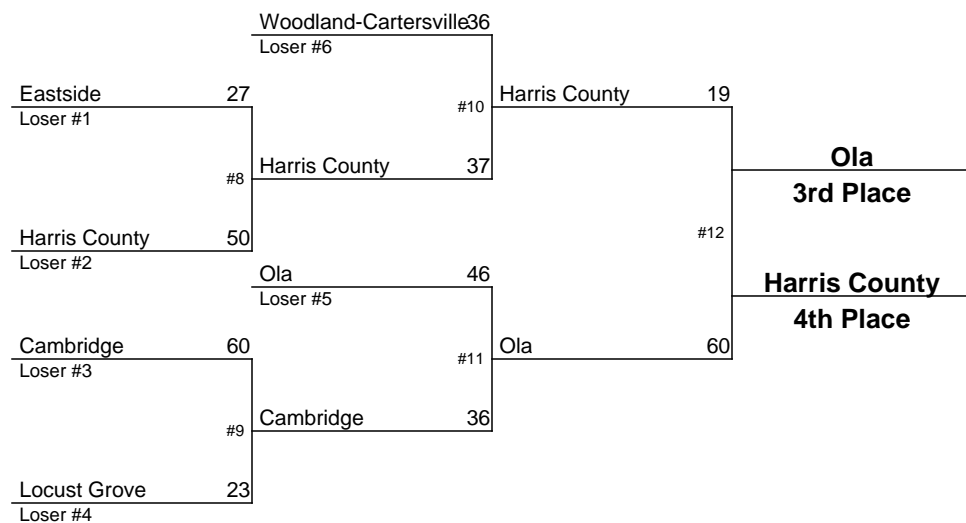 Woodland-Cartersville 36
Loser #6
Eastside 27
Loser #1
#10
Harris County 19
Ola
3rd Place
#8
Harris County 37
Harris County 50
Loser #2
#12
Ola 46
Loser #5
Harris County
4th Place
Cambridge 60
Loser #3
#11
Ola 60
#9
Cambridge 36
Locust Grove 23
Loser #4